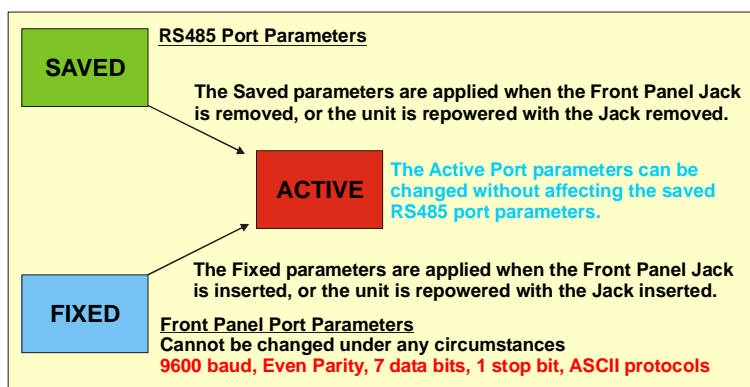 RS485 Port Parameters
SAVED
The Saved parameters are applied when the Front Panel Jack
is removed, or the unit is repowered with the Jack removed.
ACTIVE
The Active Port parameters can be
changed without affecting the saved
RS485 port parameters.
The Fixed parameters are applied when the Front Panel Jack
is inserted, or the unit is repowered with the Jack inserted.
FIXED
Front Panel Port Parameters
Cannot be changed under any circumstances
9600 baud, Even Parity, 7 data bits, 1 stop bit, ASCII protocols